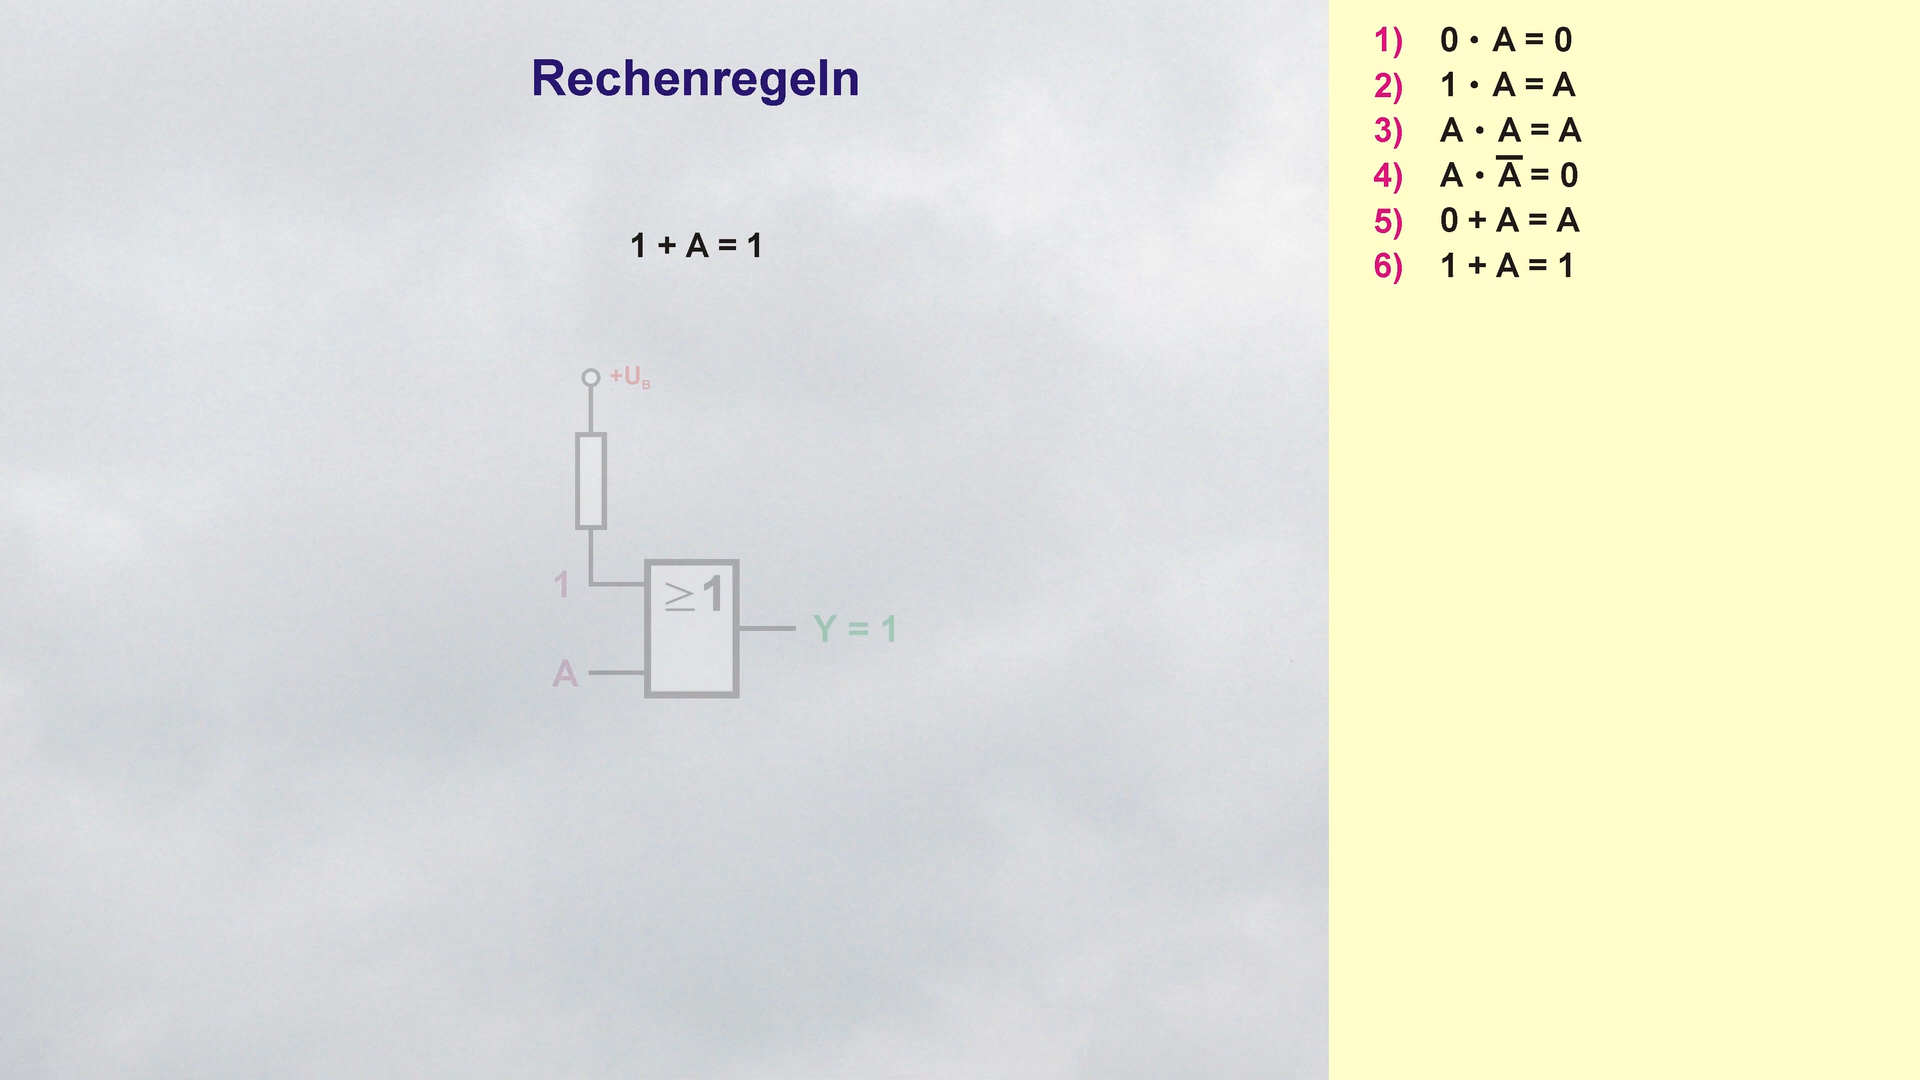 Rechenregeln
1 + A = 1
+UB
1
≥1
Y = 1
A
1) 0 · A = 0
2) 1 · A = A
3) A · A = A
4) A · A̅ = 0
5) 0 + A = A
6) 1 + A = 1